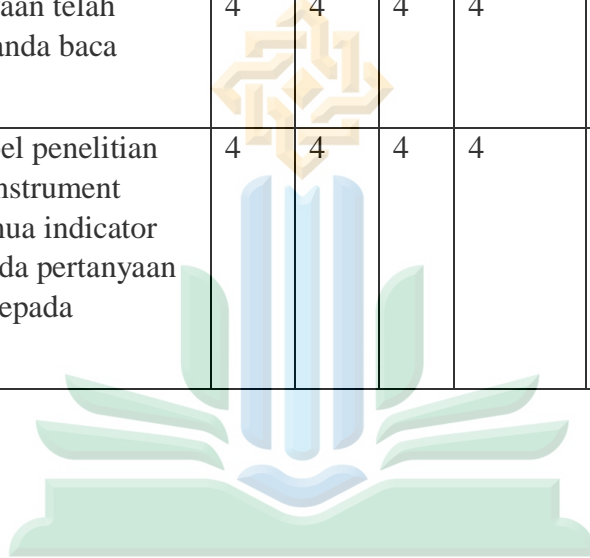 aan telah 4 4 4 4
anda baca
el penelitian 4 4 4 4
nstrument
ua indicator
da pertanyaan
epada